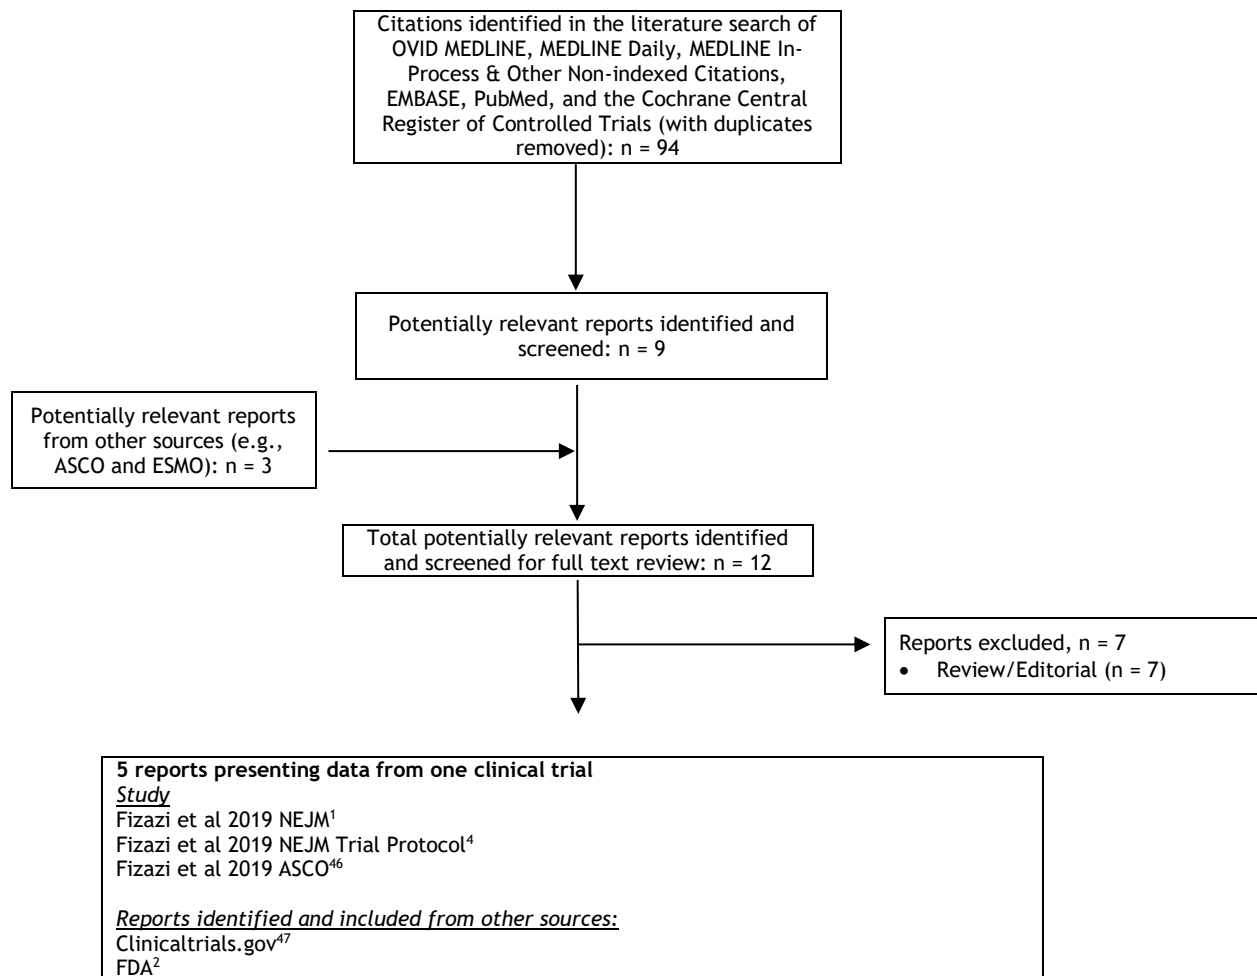 Citations identified in the literature search of
OVID MEDLINE, MEDLINE Daily, MEDLINE In-
Process & Other Non-indexed Citations,
EMBASE, PubMed, and the Cochrane Central
Register of Controlled Trials (with duplicates
removed): n = 94
Potentially relevant reports identified and
screened: n = 9
Potentially relevant reports
from other sources (e.g.,
ASCO and ESMO): n = 3
Total potentially relevant reports identified
and screened for full text review: n = 12
Reports excluded, n = 7
• Review/Editorial (n = 7)
5 reports presenting data from one clinical trial
Study
Fizazi et al 2019 NEJM¹
Fizazi et al 2019 NEJM Trial Protocol⁴
Fizazi et al 2019 ASCO⁴⁶
Reports identified and included from other sources:
Clinicaltrials.gov⁴⁷
FDA²